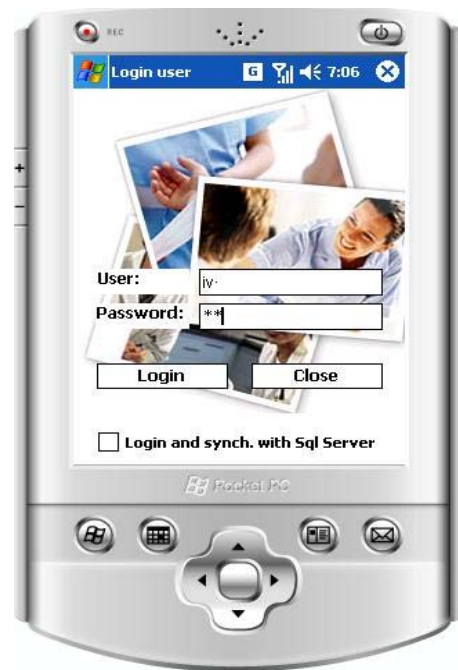 REC
Login user G 7:06
+
−
User: iv·
Password: **
Login Close
Login and synch. with Sql Server
Pocket PC